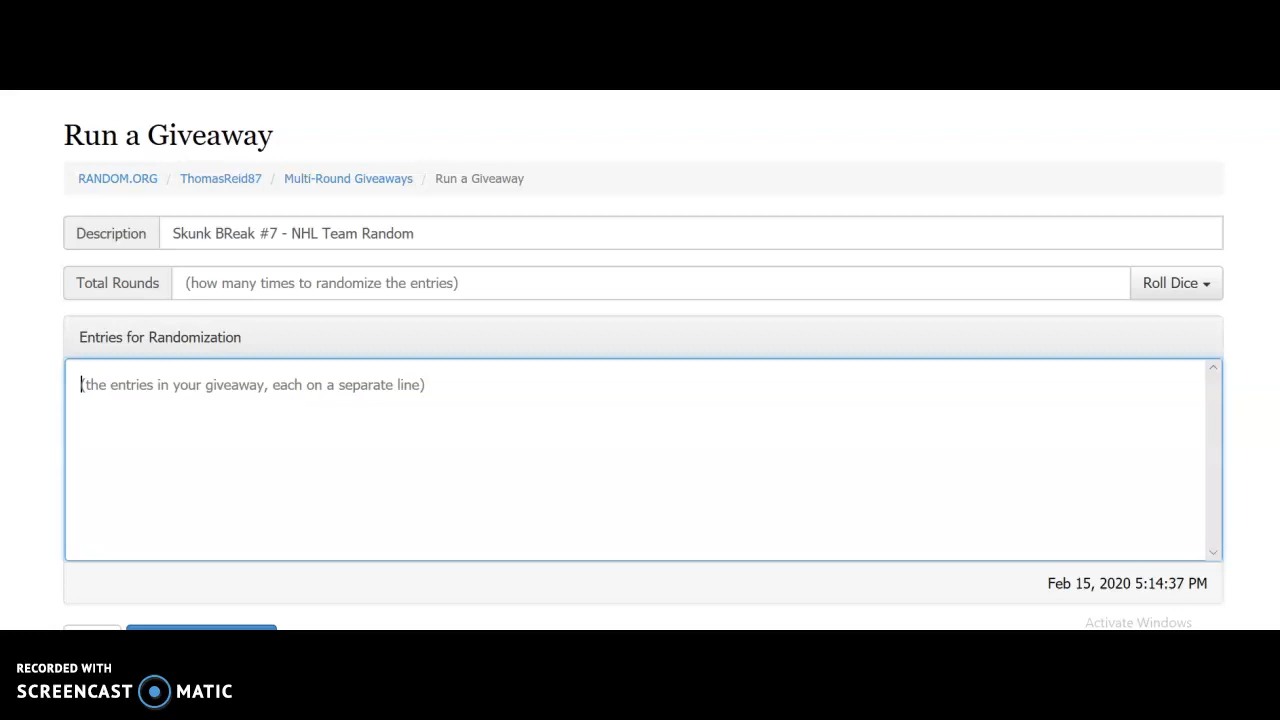 Run a Giveaway
RANDOM.ORG / ThomasReid87 / Multi-Round Giveaways / Run a Giveaway
Description Skunk BReak #7 - NHL Team Random
Total Rounds (how many times to randomize the entries) Roll Dice
Entries for Randomization
(the entries in your giveaway, each on a separate line)
Feb 15, 2020 5:14:37 PM
Activate Windows
RECORDED WITH
SCREENCAST MATIC